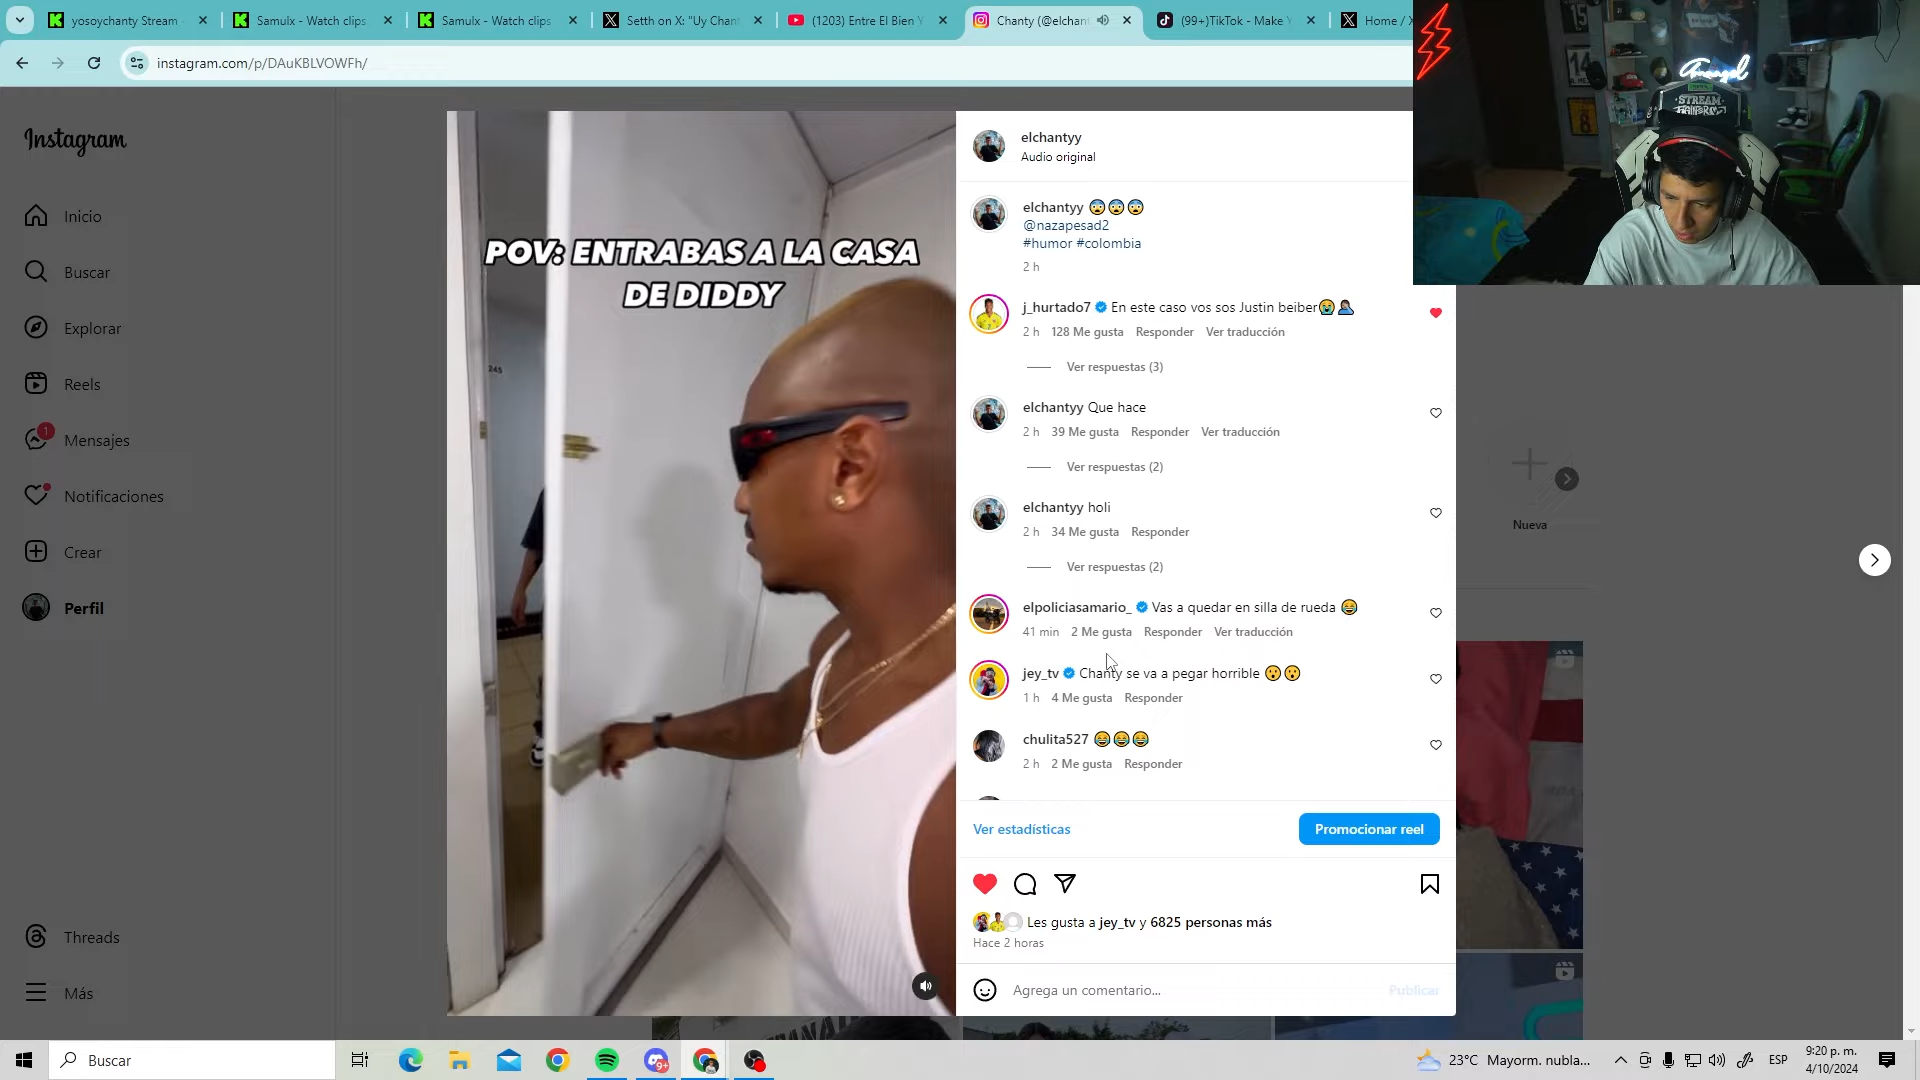 yosoychanty Stream
Samulx - Watch clips
Samulx - Watch clips
Setth on X: "Uy Chant
(1203) Entre El Bien Y
Chanty (@elchant
(99+)TikTok - Make Y
Home / X
instagram.com/p/DAuKBLVOWFh/
STREAM
Instagram
Inicio
Buscar
Explorar
Reels
1
Mensajes
Notificaciones
Crear
Perfil
Threads
Más
POV: ENTRABAS A LA CASA
DE DIDDY
245
elchantyy
Audio original
elchantyy 😨😨😨
@nazapesad2
#humor #colombia
2 h
j_hurtado7 En este caso vos sos Justin beiber😭🤦🏽‍♂️
2 h 128 Me gusta Responder Ver traducción
Ver respuestas (3)
elchantyy Que hace
2 h 39 Me gusta Responder Ver traducción
Ver respuestas (2)
elchantyy holi
2 h 34 Me gusta Responder
Ver respuestas (2)
elpoliciasamario_ Vas a quedar en silla de rueda 😂
41 min 2 Me gusta Responder Ver traducción
jey_tv Chanty se va a pegar horrible 😮😮
1 h 4 Me gusta Responder
chulita527 😂😂😂
2 h 2 Me gusta Responder
Ver estadísticas
Promocionar reel
Les gusta a jey_tv y 6825 personas más
Hace 2 horas
Agrega un comentario...
Publicar
Nueva
Buscar
9+
23°C Mayorm. nubla...
ESP
9:20 p. m.
4/10/2024